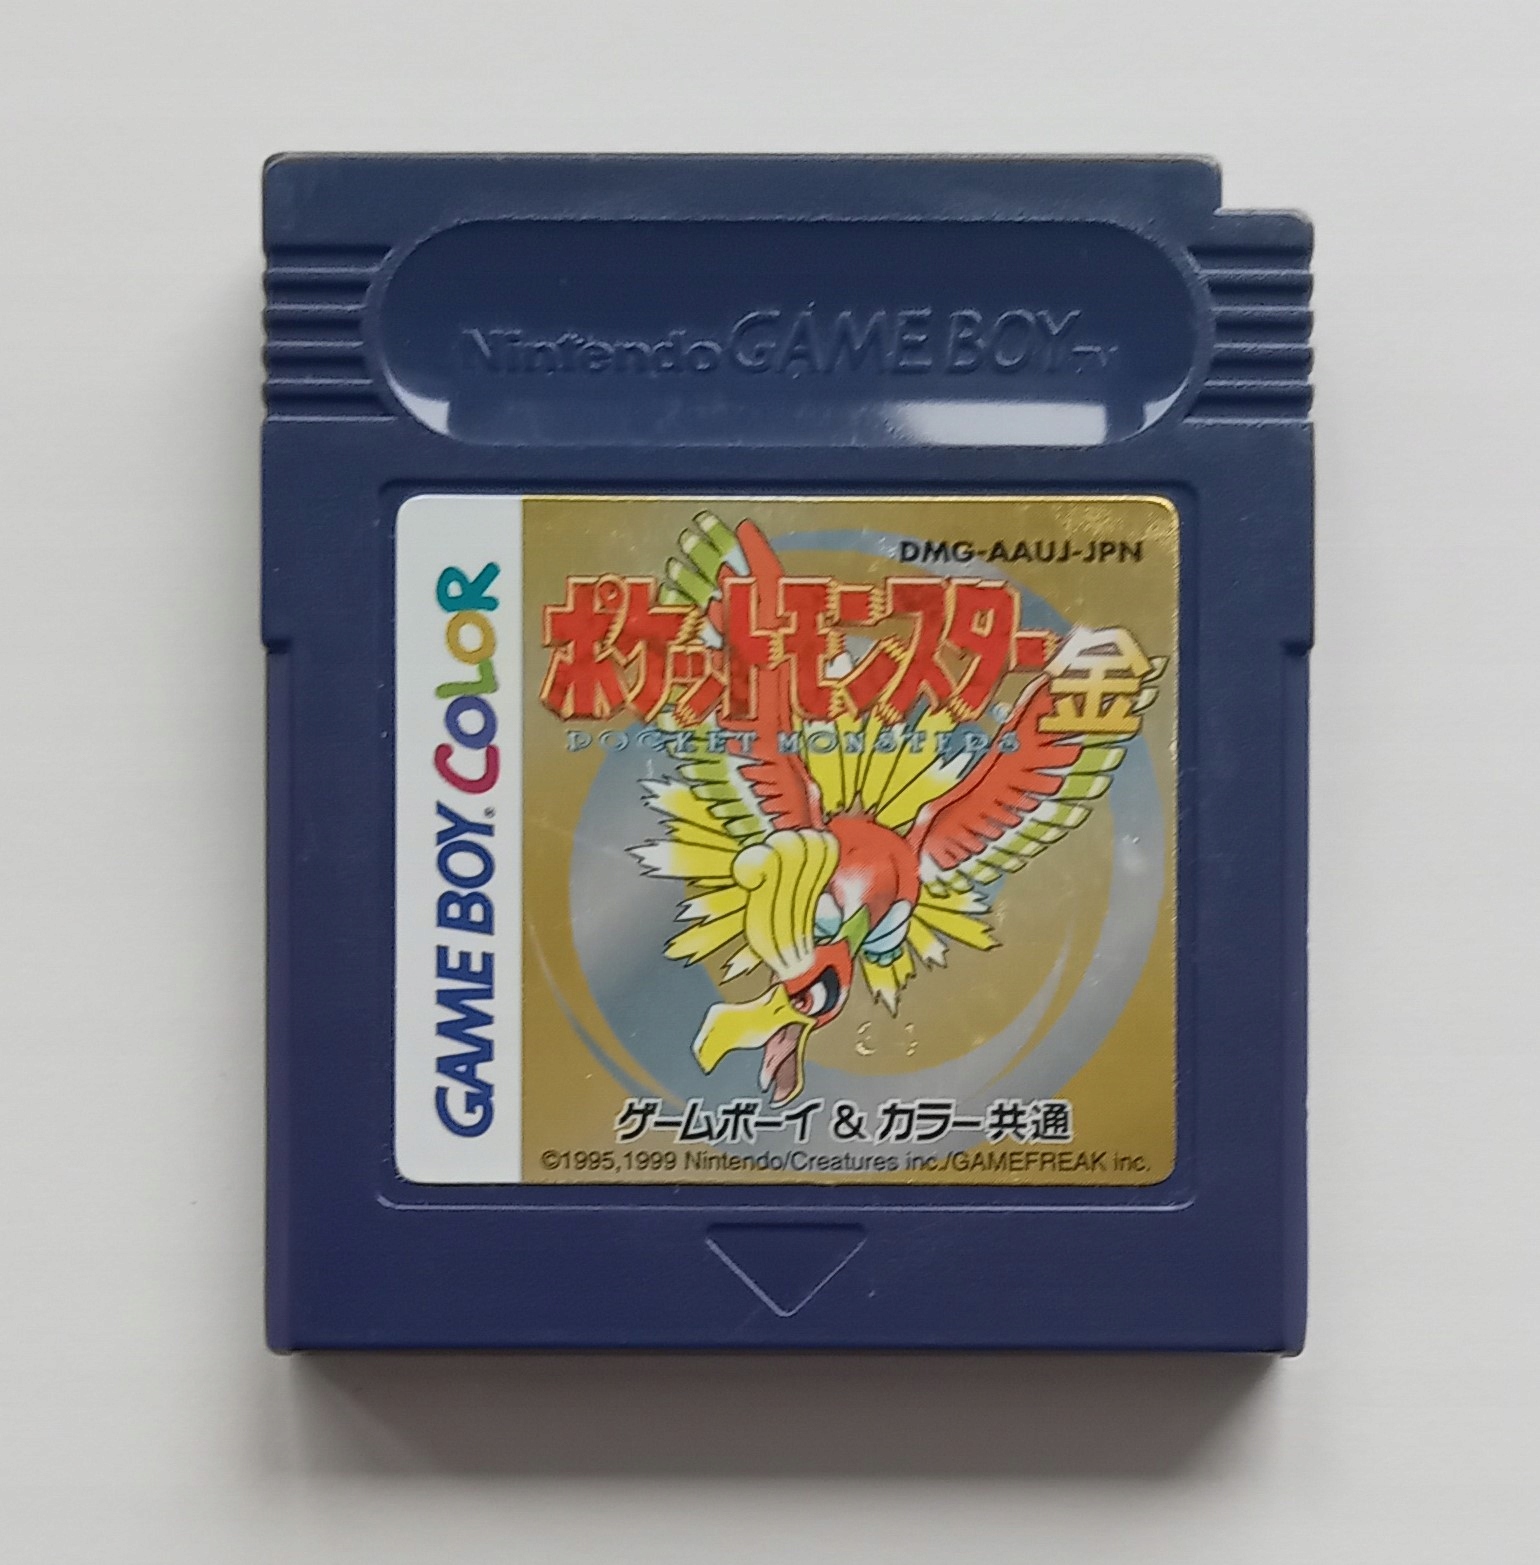 Nintendo GAME BOY TM
GAME BOY COLOR
DMG-AAUJ-JPN
ポケットモンスター金
POCKET MONSTERS
ゲームボーイ & カラー共通
©1995,1999 Nintendo/Creatures inc./GAMEFREAK inc.